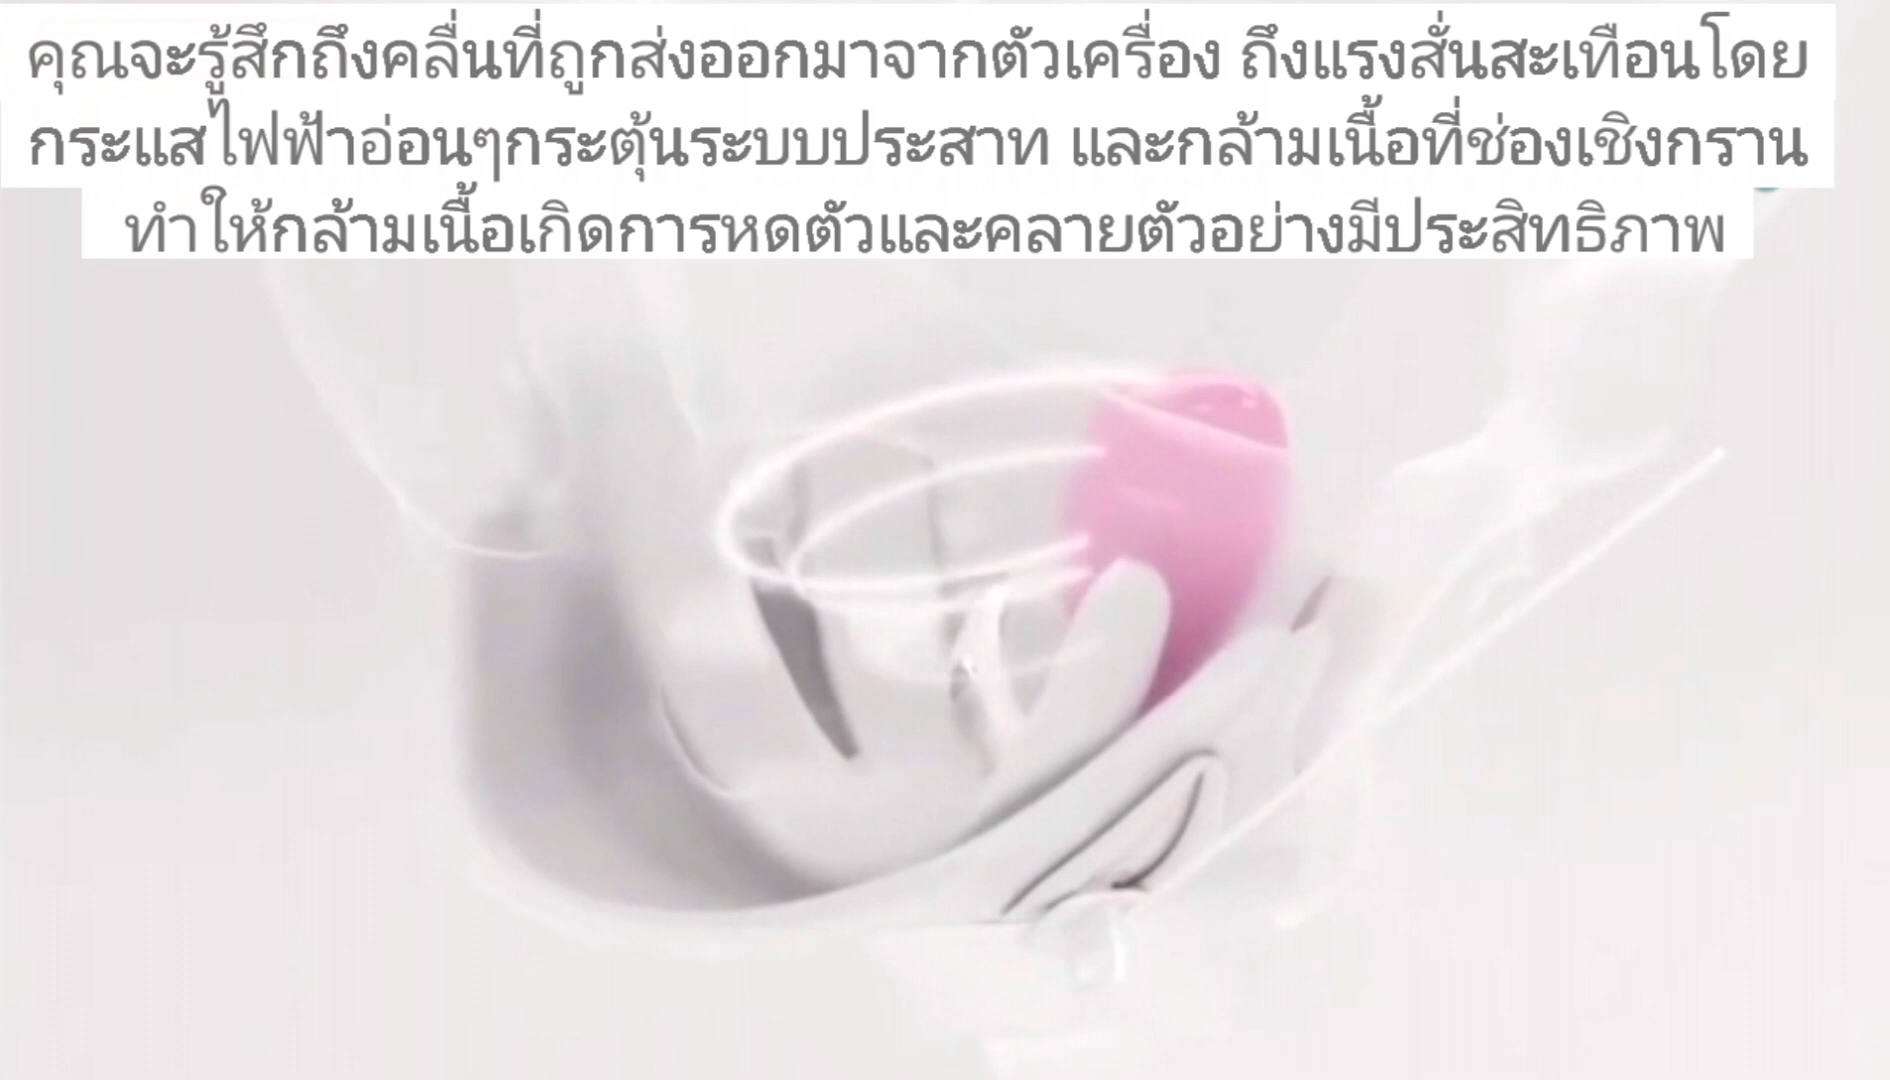 คุณจะรู้สึกถึงคลื่นที่ถูกส่งออกมาจากตัวเครื่อง ถึงแรงสั่นสะเทือนโดย
กระแสไฟฟ้าอ่อนๆกระตุ้นระบบประสาท และกล้ามเนื้อที่ช่องเชิงกราน
ทำให้กล้ามเนื้อเกิดการหดตัวและคลายตัวอย่างมีประสิทธิภาพ